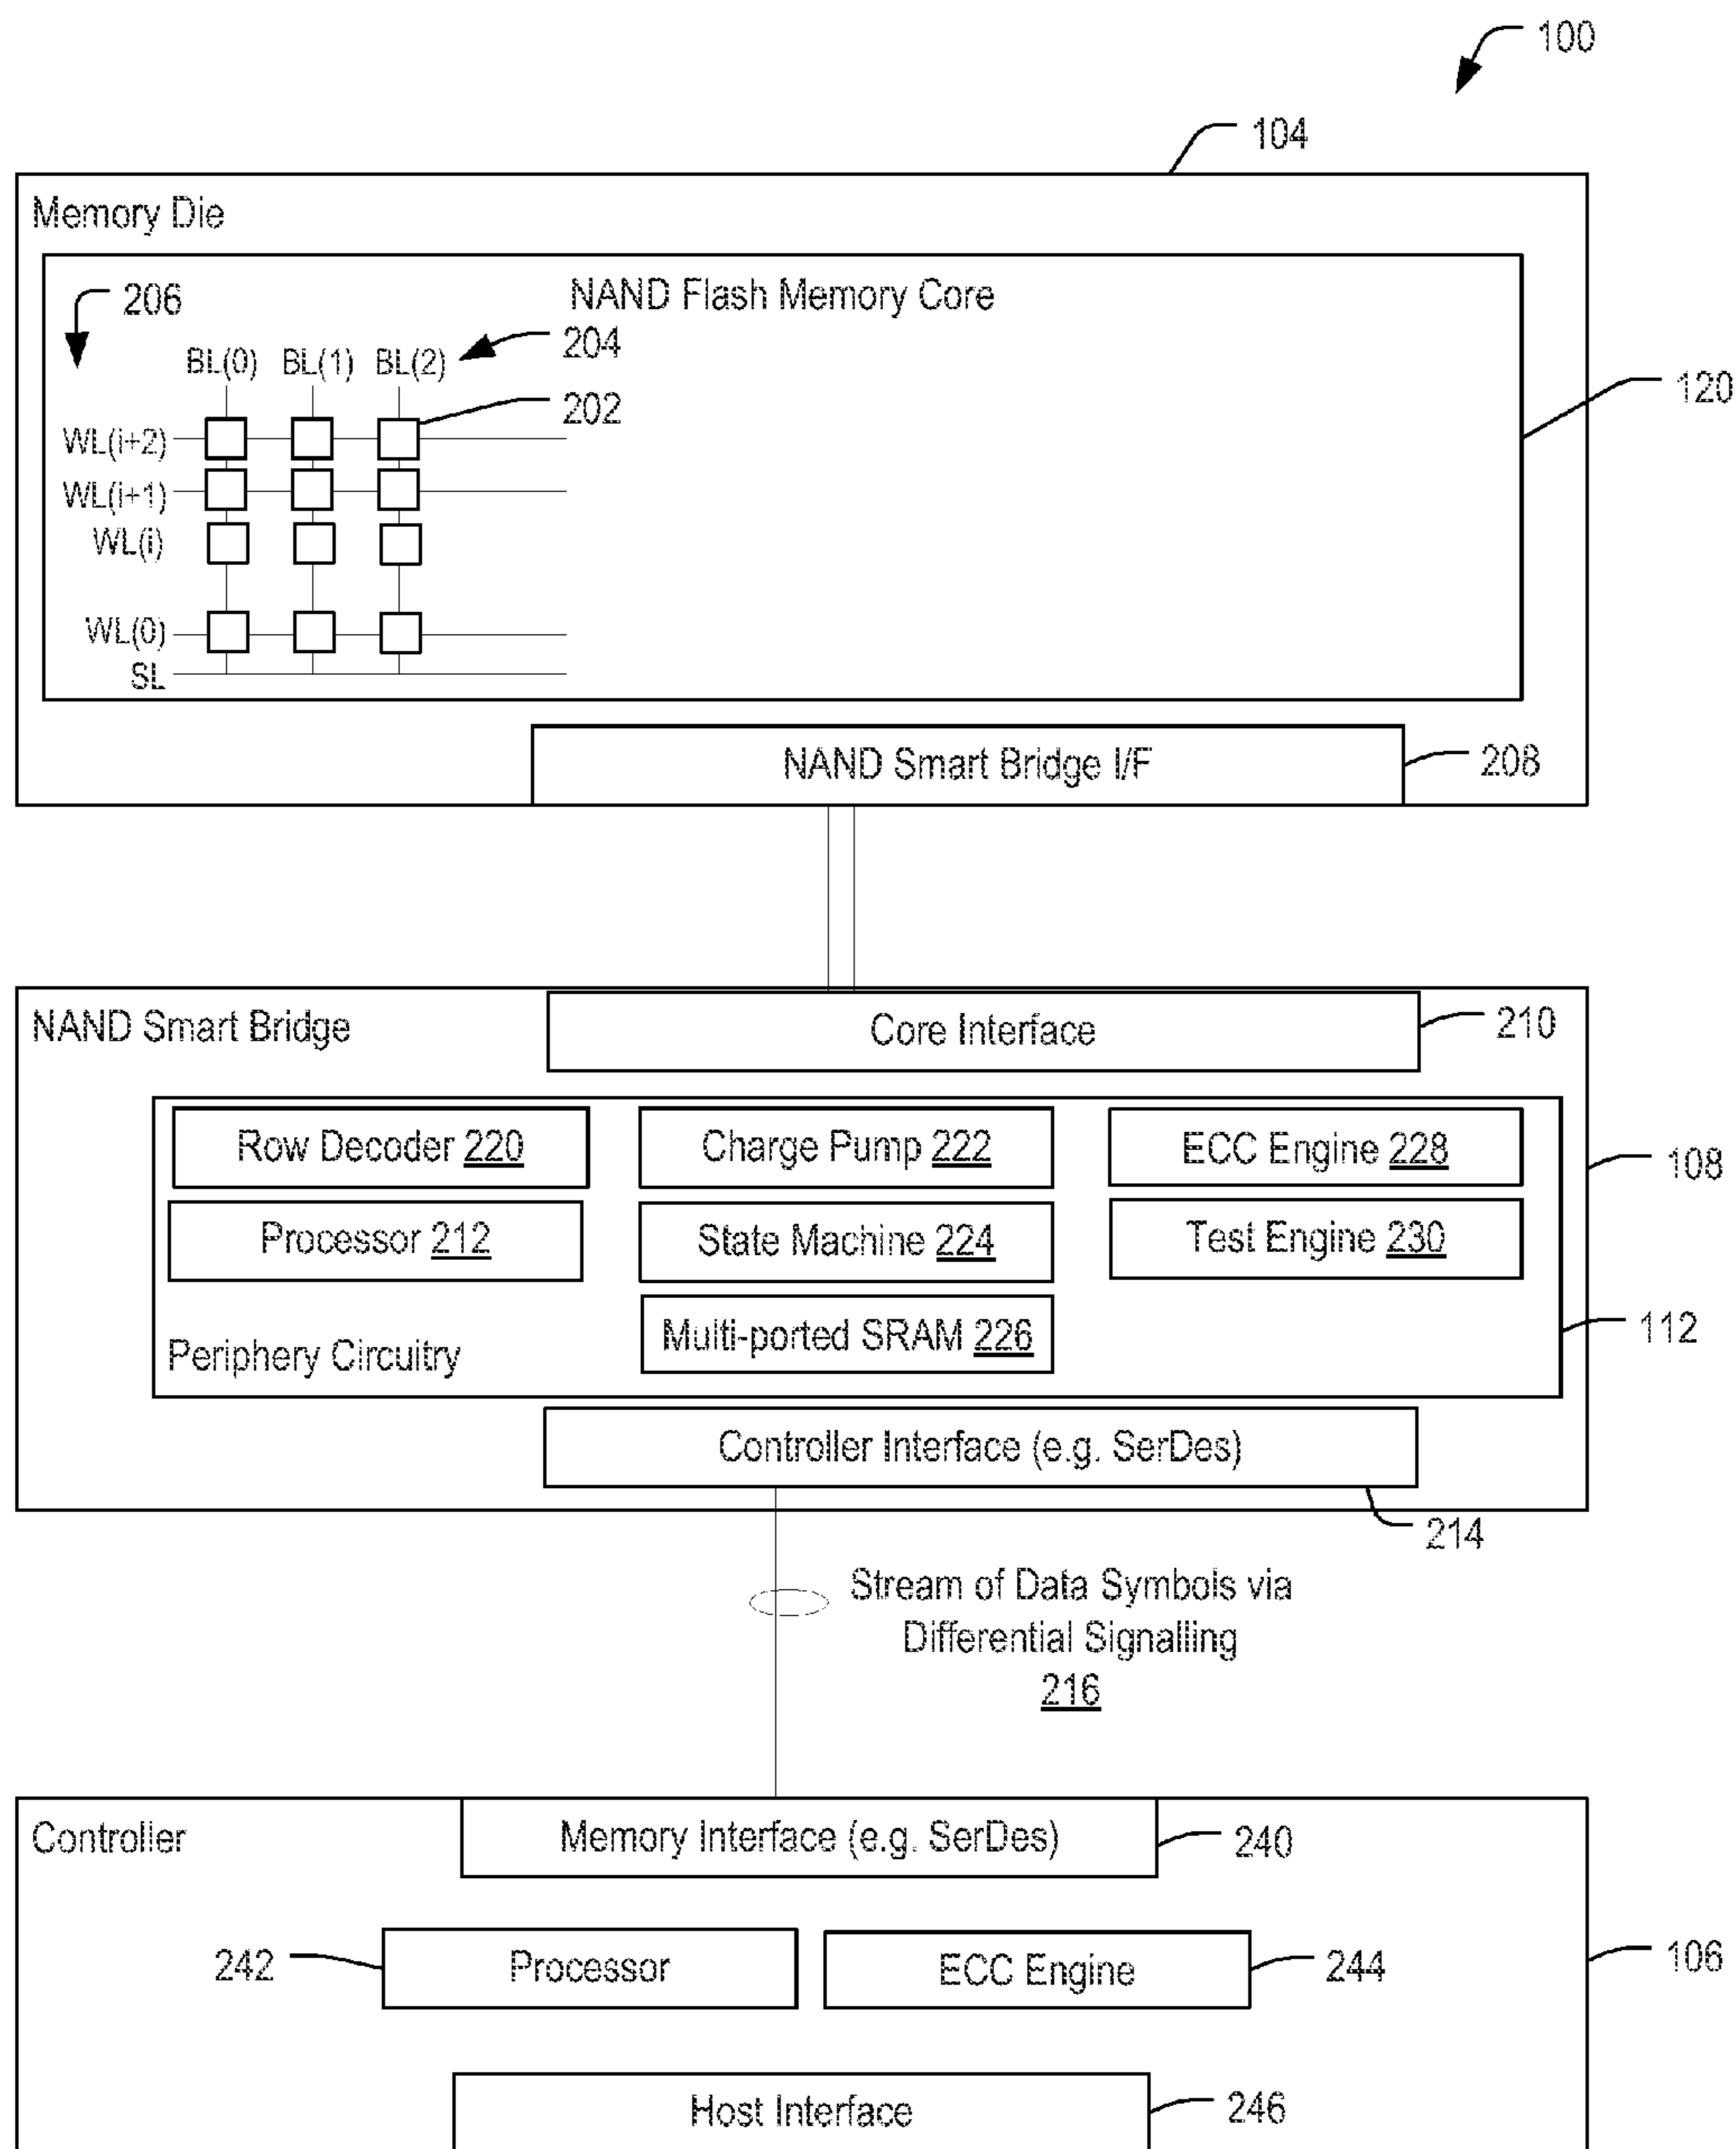 100
104
Memory Die
206
NAND Flash Memory Core
204
BL(0) BL(1) BL(2)
202
120
WL(i+2)
WL(i+1)
WL(i)
WL(0)
SL
NAND Smart Bridge I/F
208
NAND Smart Bridge
Core Interface
210
Row Decoder 220
Charge Pump 222
ECC Engine 228
108
Processor 212
State Machine 224
Test Engine 230
Multi-ported SRAM 226
112
Periphery Circuitry
Controller Interface (e.g. SerDes)
214
Stream of Data Symbols via
Differential Signalling
216
Controller
Memory Interface (e.g. SerDes)
240
242
Processor
ECC Engine
244
106
Host Interface
246